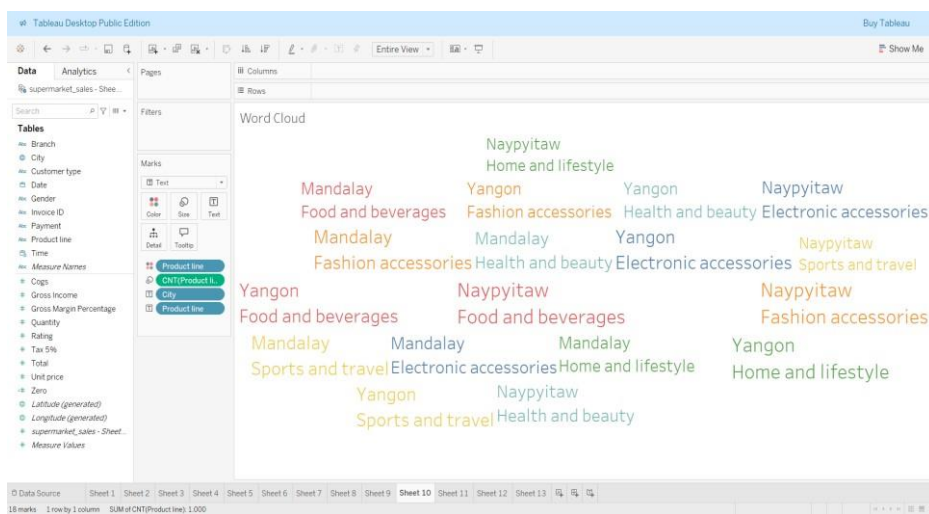 Tableau Desktop Public Edition
Buy Tableau
Entire View
Show Me
Data
Analytics
Pages
Columns
supermarket_sales - Shee...
Rows
Search
Filters
Word Cloud
Tables
Branch
City
Customer type
Date
Gender
Invoice ID
Payment
Product line
Time
Measure Names
Cogs
Gross Income
Gross Margin Percentage
Quantity
Rating
Tax 5%
Total
Unit price
Zero
Latitude (generated)
Longitude (generated)
supermarket_sales - Sheet...
Measure Values
Marks
Text
Color
Size
Text
Detail
Tooltip
Product line
CNT(Product li..
City
Product line
Naypyitaw
Home and lifestyle
Mandalay
Food and beverages
Yangon
Fashion accessories
Yangon
Health and beauty
Naypyitaw
Electronic accessories
Mandalay
Fashion accessories
Mandalay
Health and beauty
Yangon
Electronic accessories
Naypyitaw
Sports and travel
Yangon
Food and beverages
Naypyitaw
Food and beverages
Naypyitaw
Fashion accessories
Mandalay
Sports and travel
Mandalay
Electronic accessories
Mandalay
Home and lifestyle
Yangon
Home and lifestyle
Yangon
Sports and travel
Naypyitaw
Health and beauty
Data Source
Sheet 1
Sheet 2
Sheet 3
Sheet 4
Sheet 5
Sheet 6
Sheet 7
Sheet 8
Sheet 9
Sheet 10
Sheet 11
Sheet 12
Sheet 13
18 marks
1 row by 1 column
SUM of CNT(Product line): 1,000